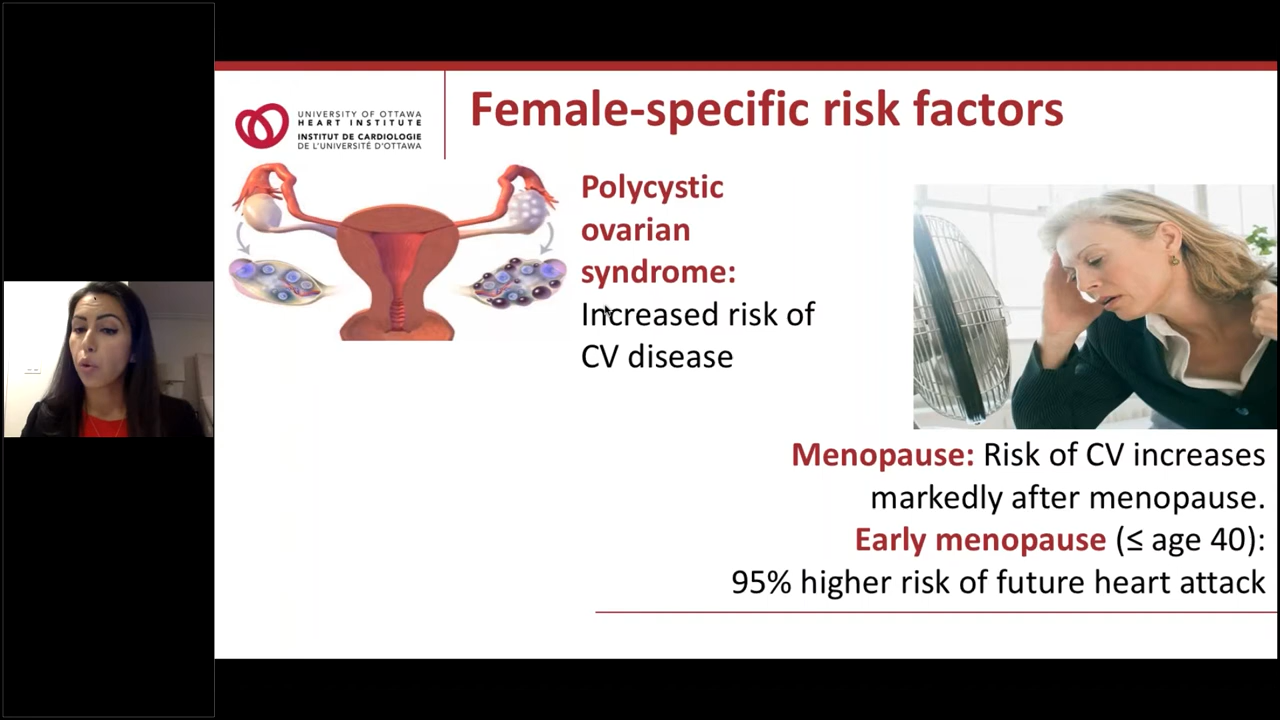 UNIVERSITY OF OTTAWA
HEART INSTITUTE
INSTITUT DE CARDIOLOGIE
DE L'UNIVERSITÉ D'OTTAWA
Female-specific risk factors
Polycystic
ovarian
syndrome:
Increased risk of
CV disease
Menopause: Risk of CV increases
markedly after menopause.
Early menopause (≤ age 40):
95% higher risk of future heart attack